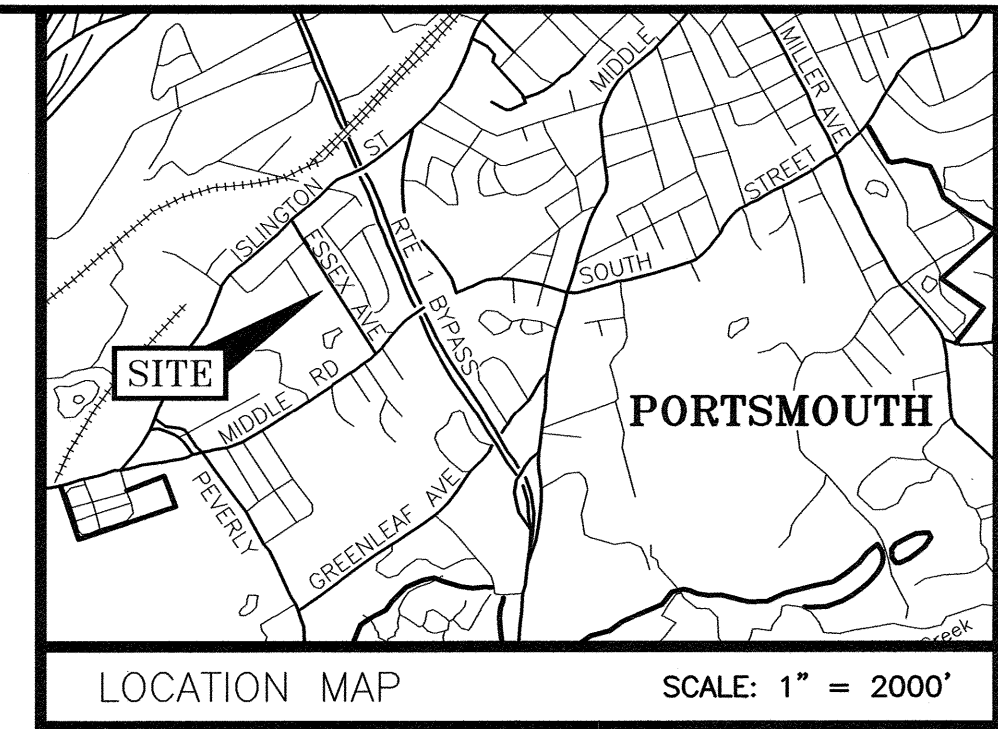 MIDDLE
MILLER AVE
ISLINGTON ST
STREET
ESSEX AVE
RTE 1 BYPASS
SOUTH
SITE
MIDDLE RD
PORTSMOUTH
PEVERLY
GREENLEAF AVE
Creek
LOCATION MAP
SCALE: 1" = 2000'